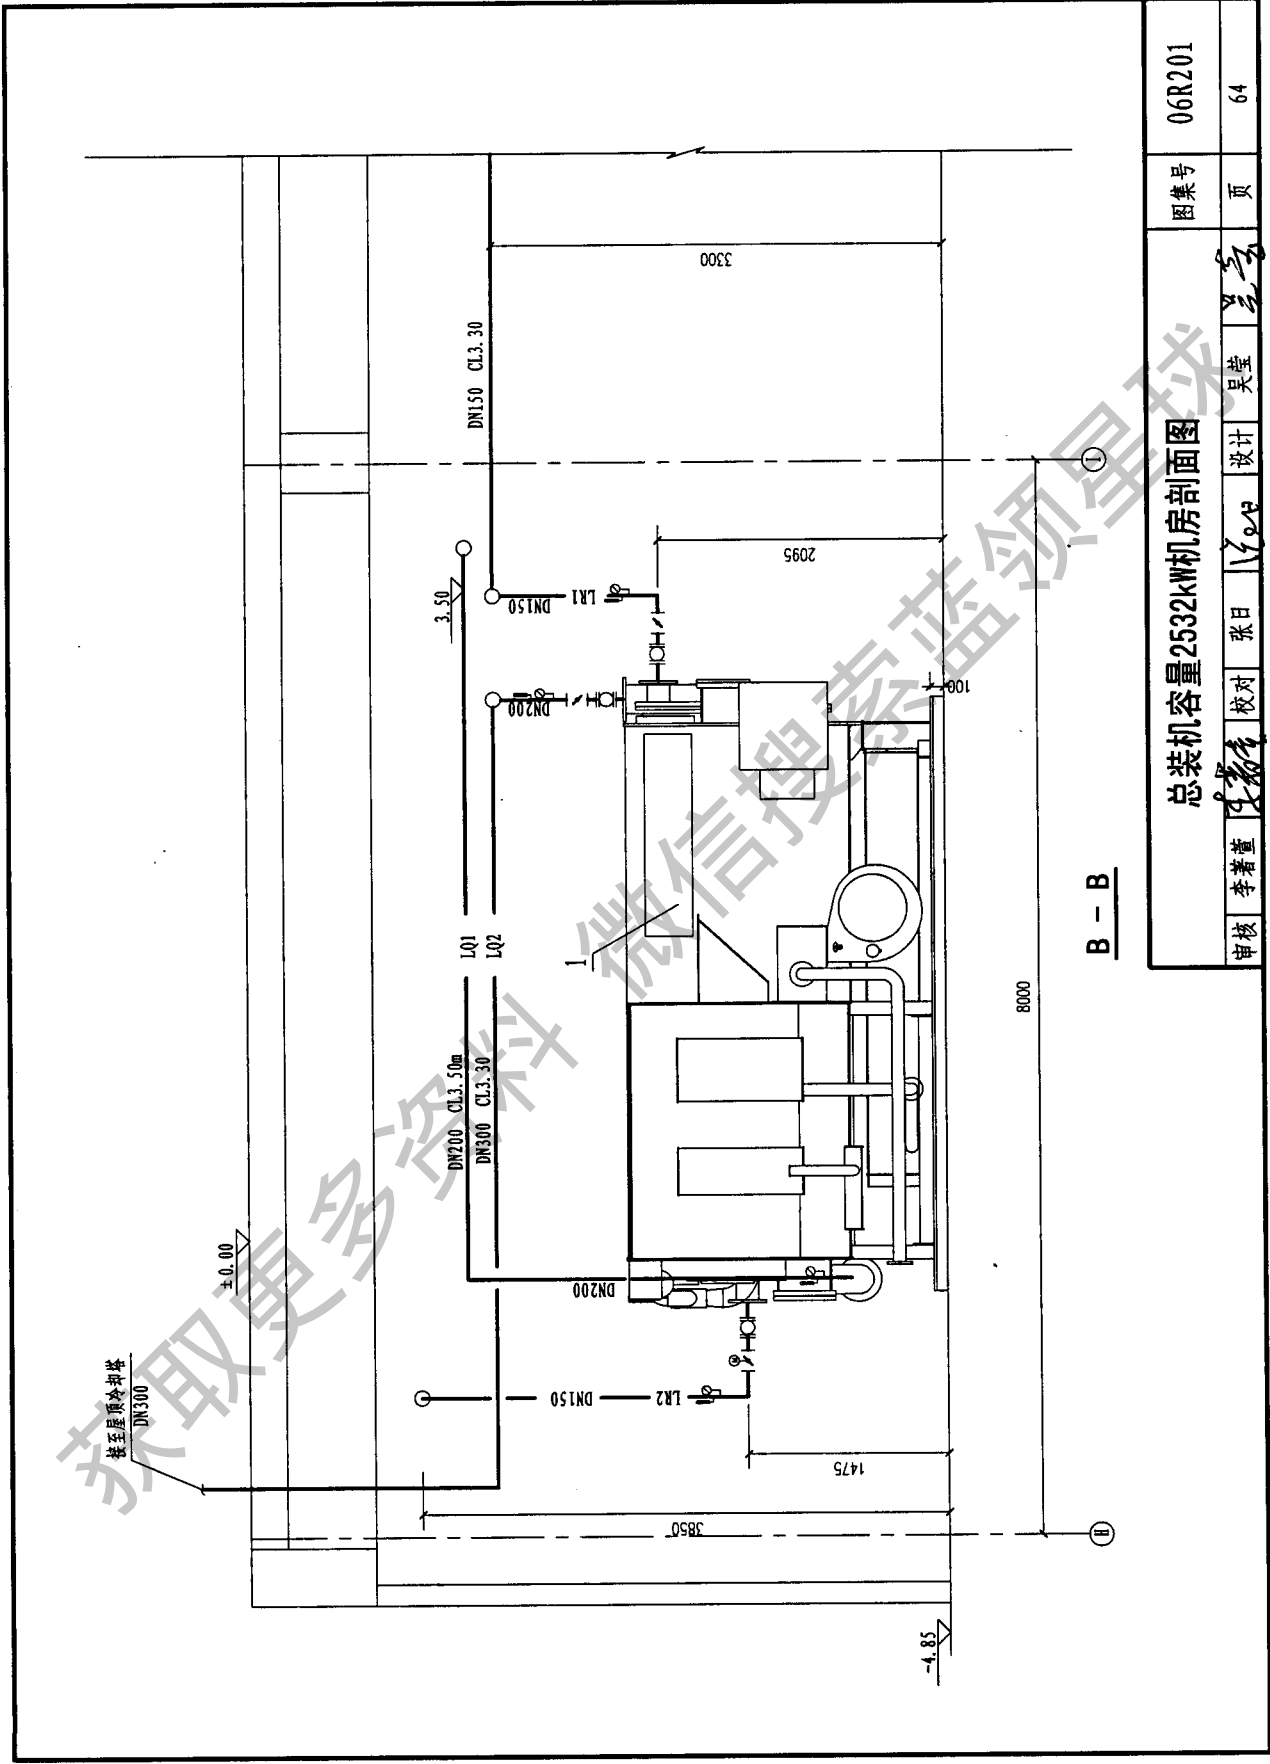 接至屋顶冷却塔
DN300
±0.00
-4.85
DN200 CL3.50m
LQ1
DN300 CL3.30
LQ2
3.50
DN150 CL3.30
DN150
LR1
DN200
DN200
DN150
LR2
1
3850
1475
2095
3300
100
8000
H
I
B - B
总装机容量2532kW机房剖面图
图集号
06R201
审核
李著萱
校对
张日
设计
吴莹
页
64
获取更多资料 微信搜索蓝领星球